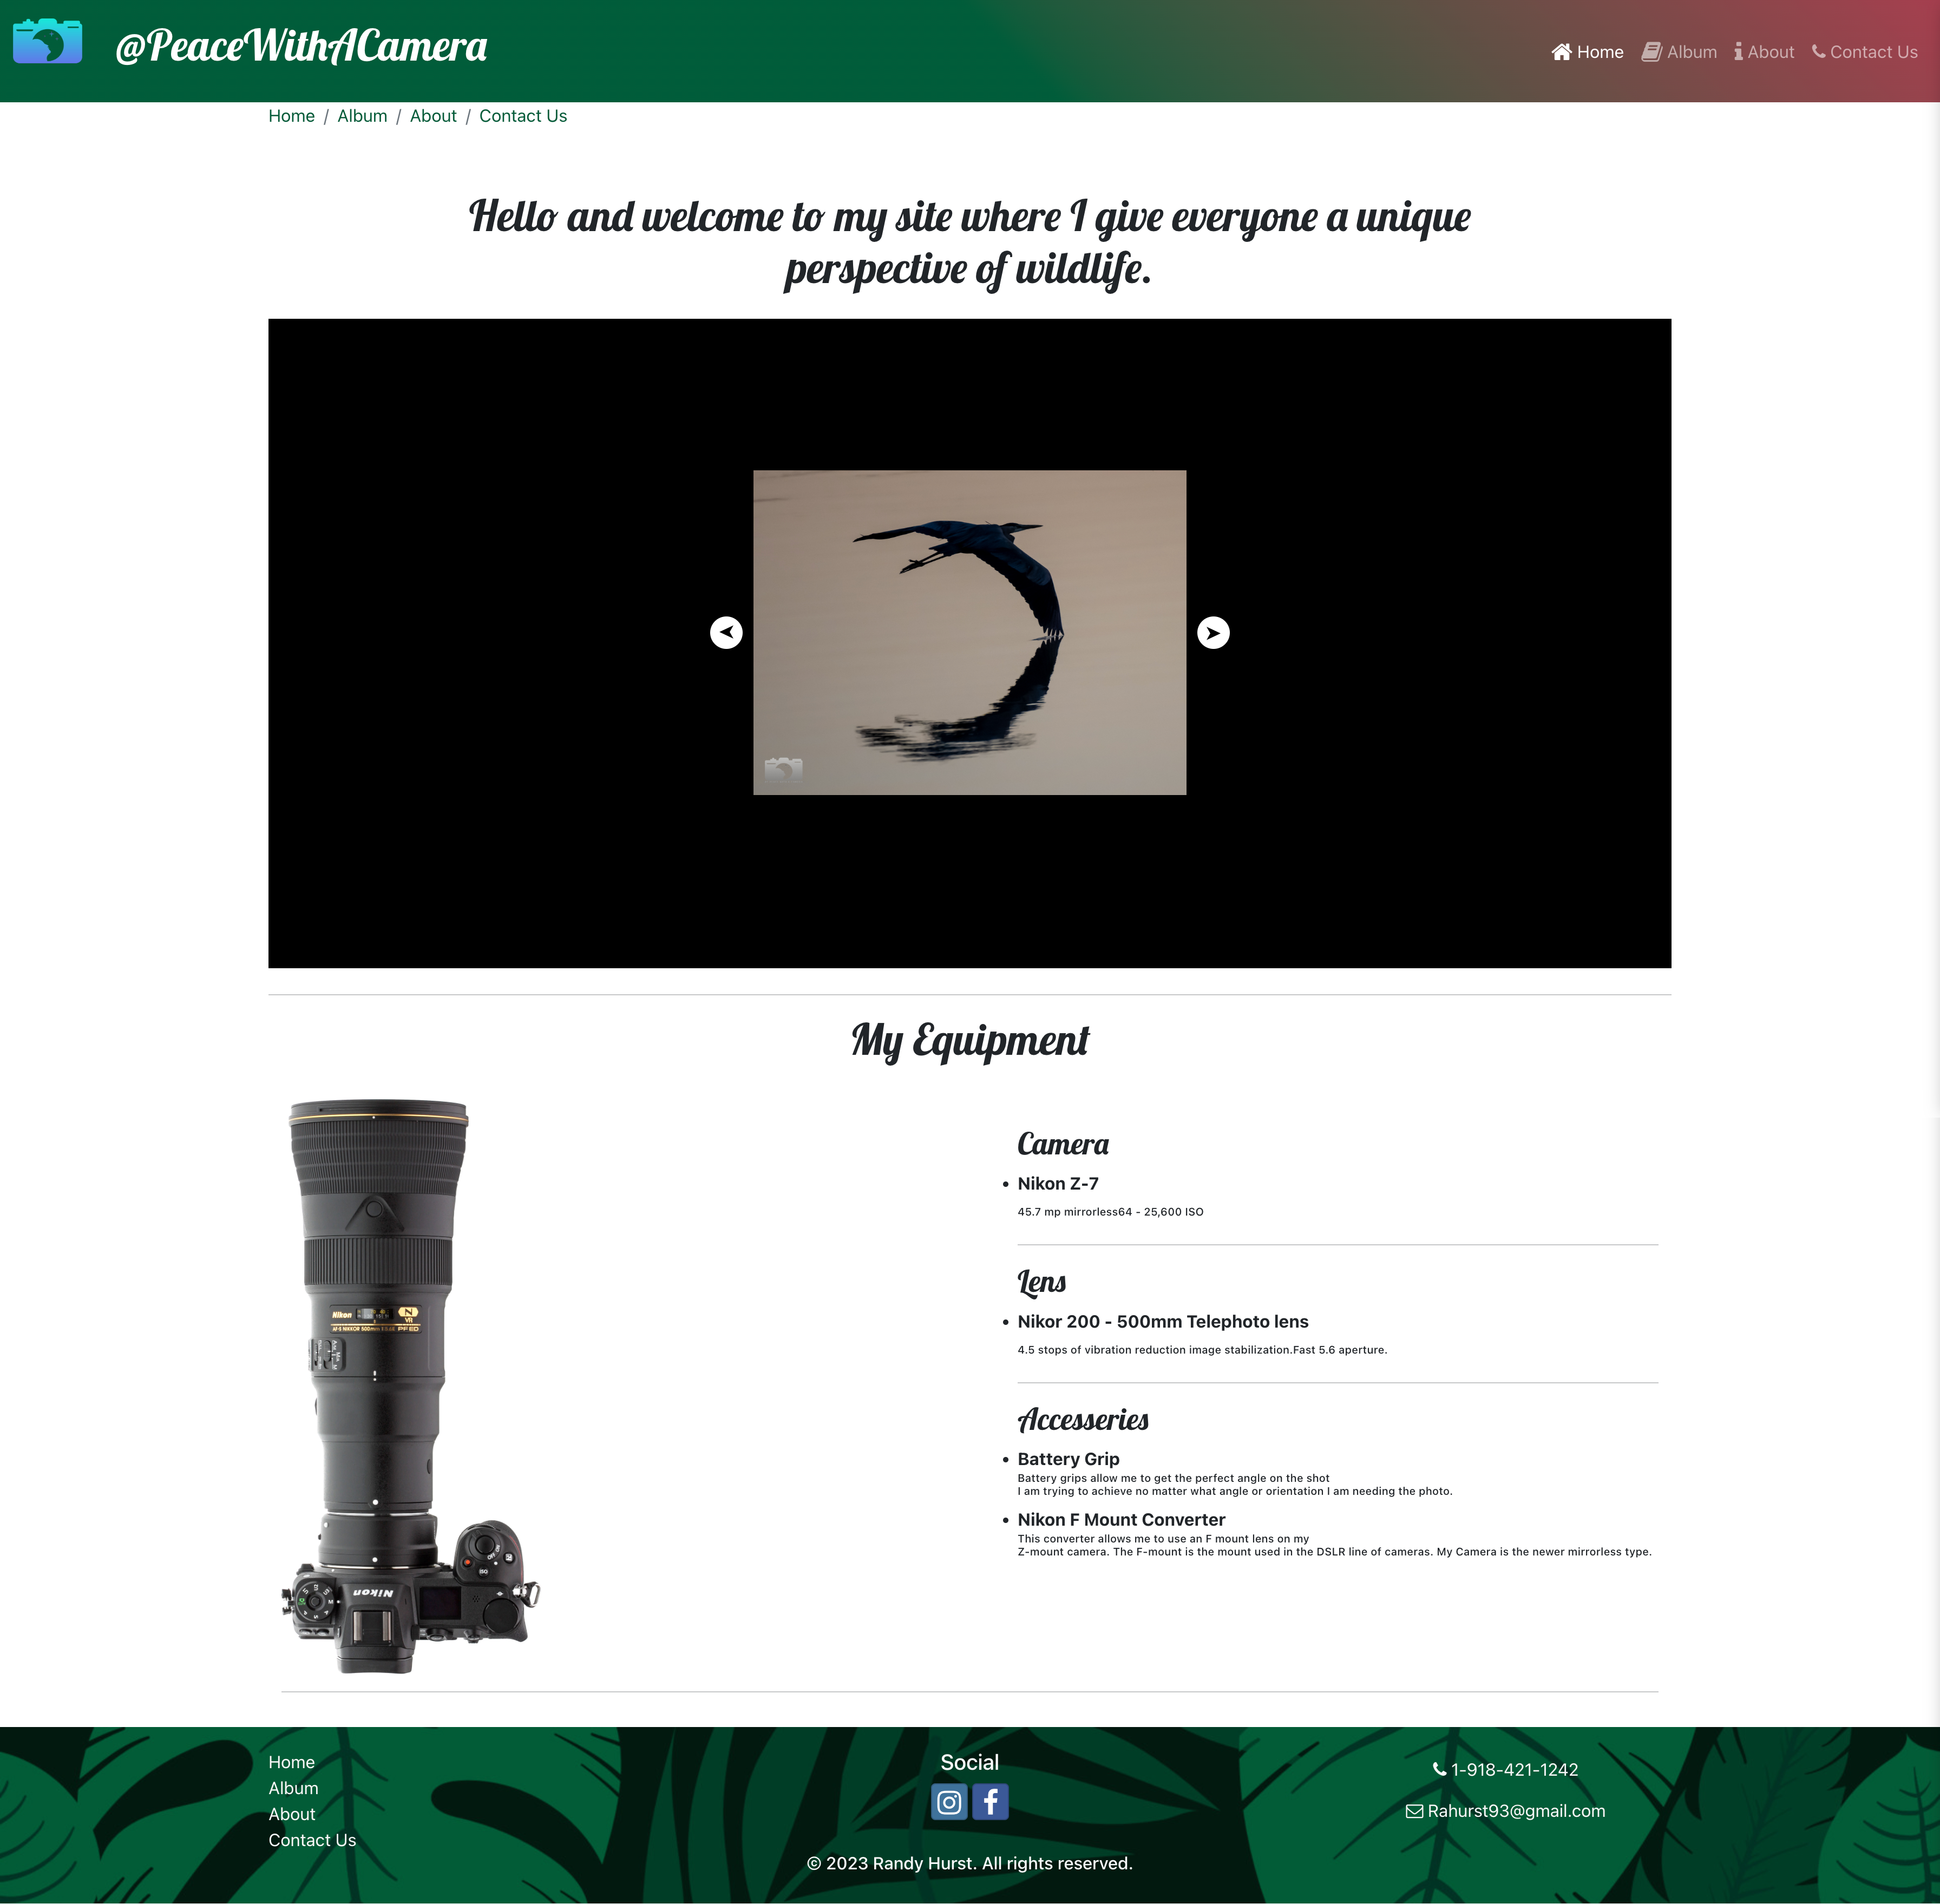 @PeaceWithACamera
Home Album About Contact Us
Home / Album / About / Contact Us
Hello and welcome to my site where I give everyone a unique
perspective of wildlife.
My Equipment
Camera
Nikon Z-7
45.7 mp mirrorless64 - 25,600 ISO
Lens
Nikor 200 - 500mm Telephoto lens
4.5 stops of vibration reduction image stabilization.Fast 5.6 aperture.
Accesseries
Battery Grip
Battery grips allow me to get the perfect angle on the shot
I am trying to achieve no matter what angle or orientation I am needing the photo.
Nikon F Mount Converter
This converter allows me to use an F mount lens on my
Z-mount camera. The F-mount is the mount used in the DSLR line of cameras. My Camera is the newer mirrorless type.
Nikon
N
VR
Nikon
ISO
Home
Album
About
Contact Us
Social
1-918-421-1242
Rahurst93@gmail.com
© 2023 Randy Hurst. All rights reserved.